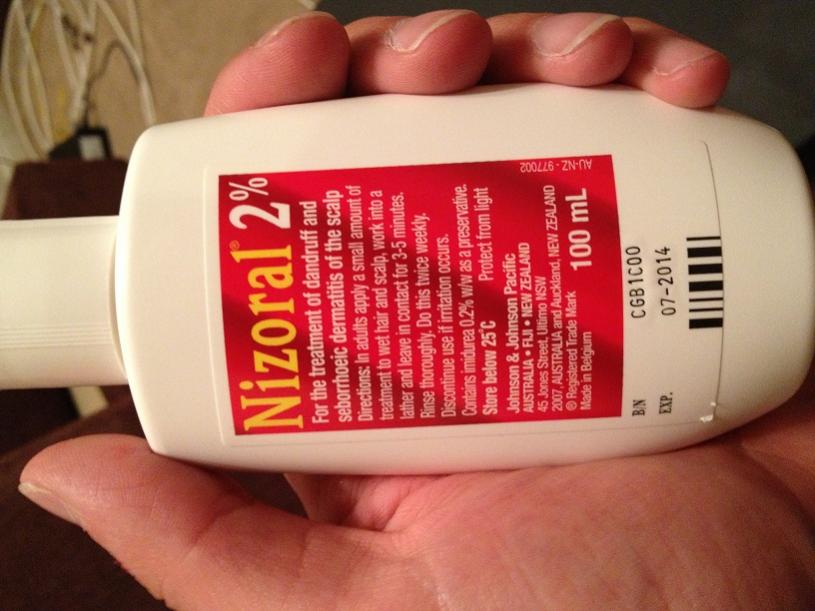 Nizoral® 2%
For the treatment of dandruff and
seborrhoeic dermatitis of the scalp
Directions: In adults apply a small amount of
treatment to wet hair and scalp, work into a
lather and leave in contact for 3-5 minutes.
Rinse thoroughly. Do this twice weekly.
Discontinue use if irritation occurs.
Contains imidurea 0.2% w/w as a preservative.
Store below 25°C Protect from light
Johnson & Johnson Pacific
AUSTRALIA • FIJI • NEW ZEALAND
45 Jones Street, Ultimo NSW
2007, AUSTRALIA and Auckland, NEW ZEALAND
® Registered Trade Mark
Made in Belgium
100 mL
AU-NZ - 977002
B/N CGB1C00
EXP. 07-2014